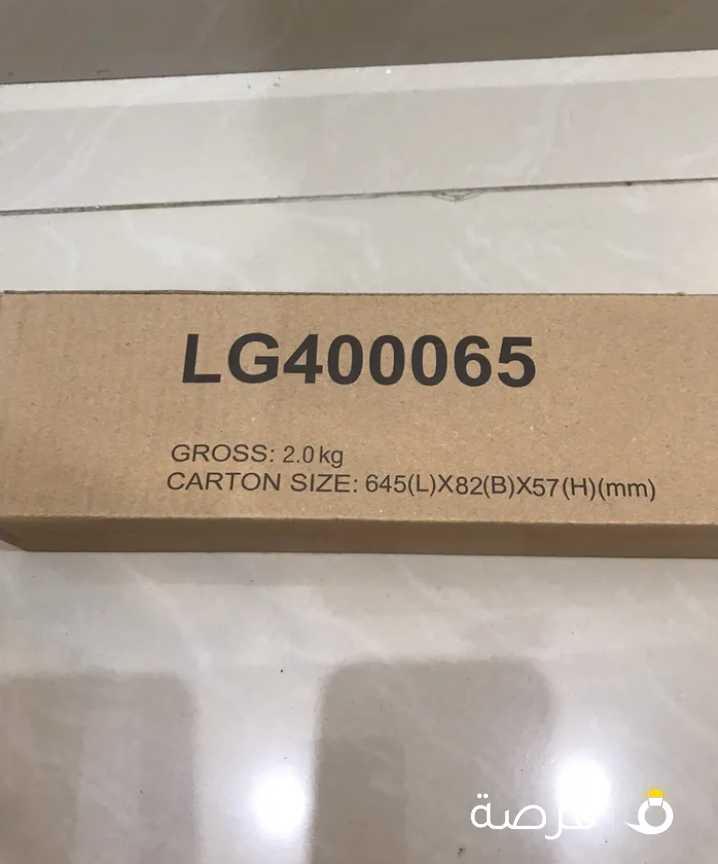 LG400065
GROSS: 2.0 kg
CARTON SIZE: 645(L)X82(B)X57(H)(mm)
فرصة